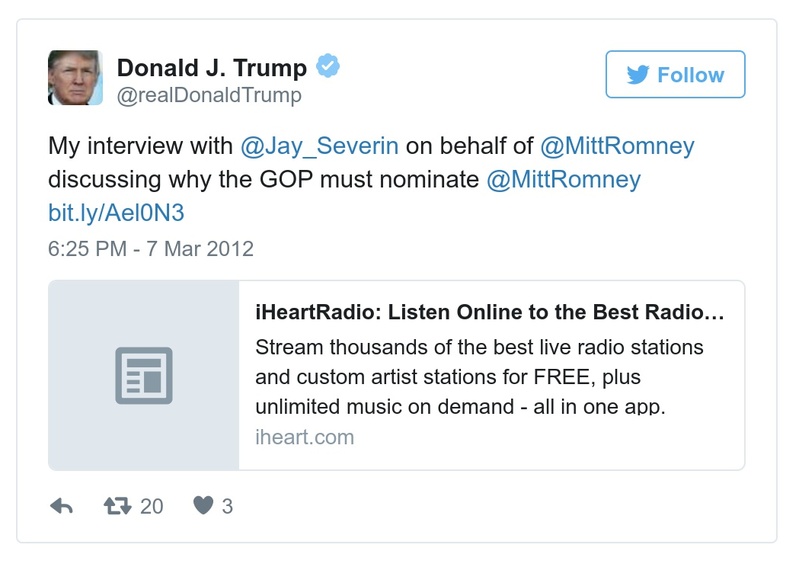 Donald J. Trump
@realDonaldTrump
Follow
My interview with @Jay_Severin on behalf of @MittRomney
discussing why the GOP must nominate @MittRomney
bit.ly/Ael0N3
6:25 PM - 7 Mar 2012
iHeartRadio: Listen Online to the Best Radio…
Stream thousands of the best live radio stations
and custom artist stations for FREE, plus
unlimited music on demand - all in one app.
iheart.com
20 3